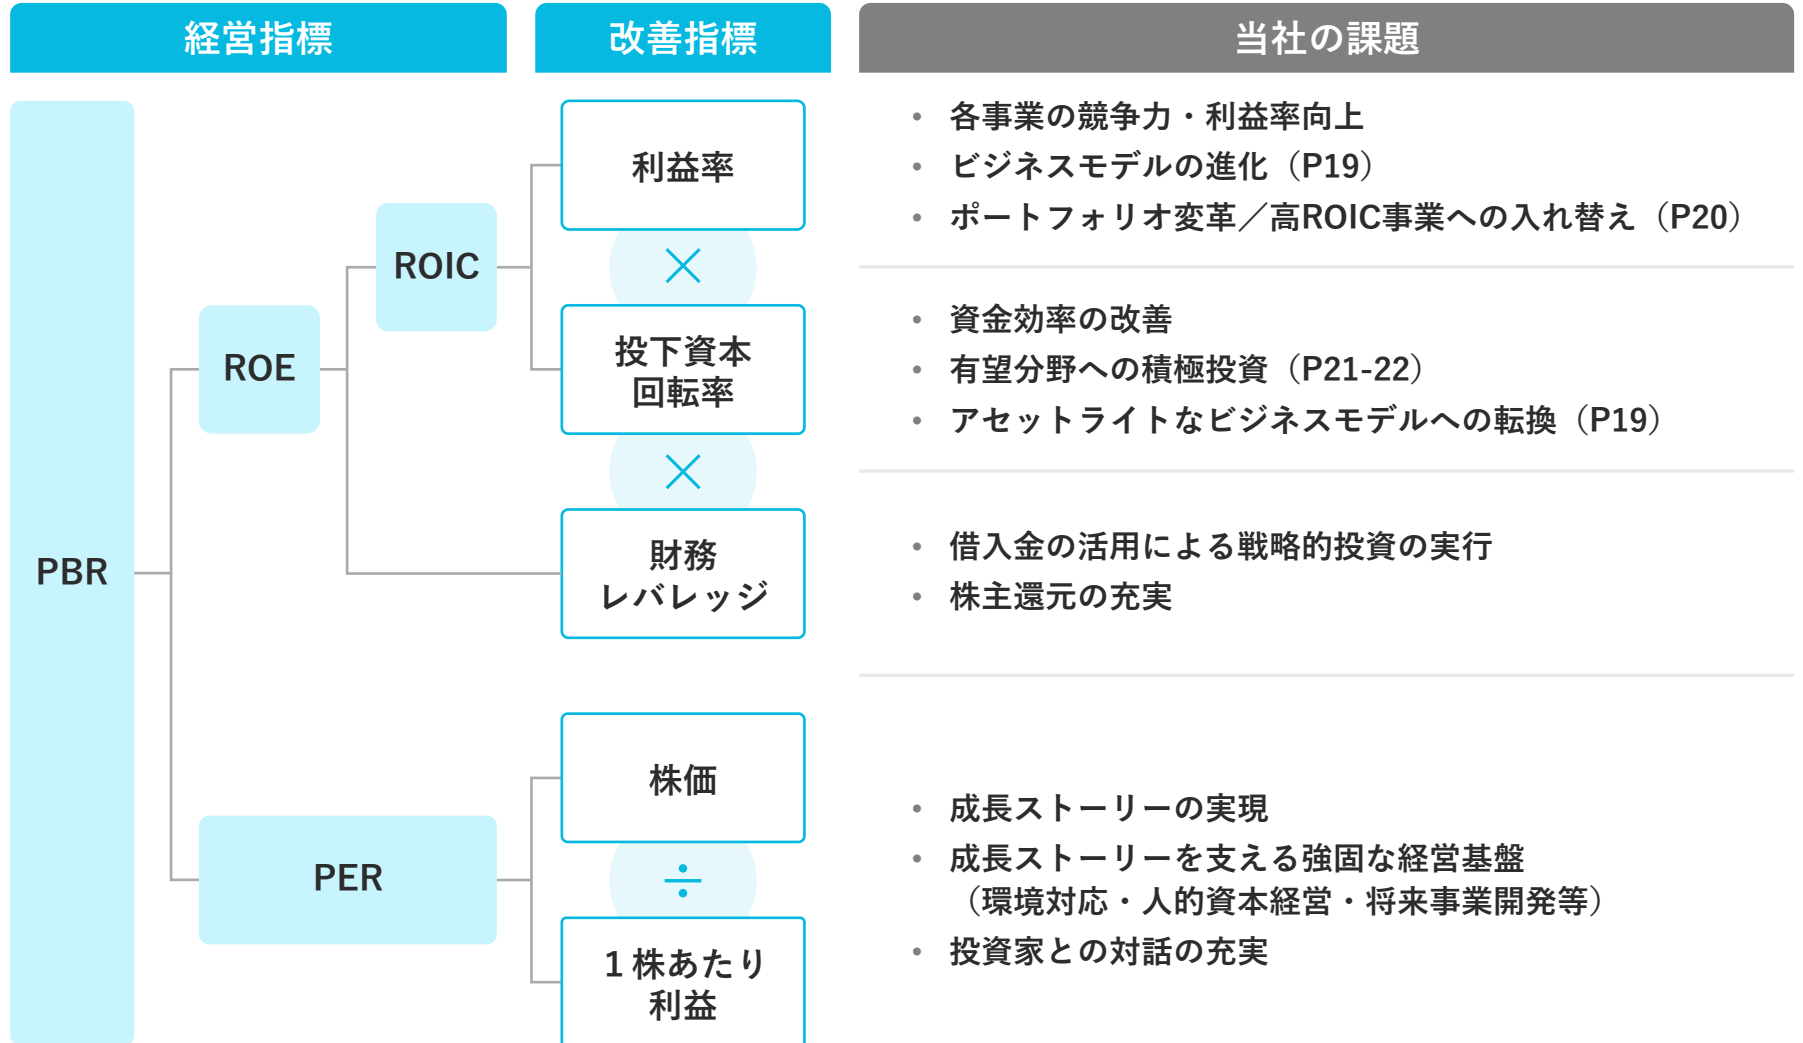 経営指標
改善指標
当社の課題
PBR
ROE
ROIC
利益率
×
投下資本
回転率
×
財務
レバレッジ
PER
株価
÷
1株あたり
利益
• 各事業の競争力・利益率向上
• ビジネスモデルの進化（P19）
• ポートフォリオ変革／高ROIC事業への入れ替え（P20）
• 資金効率の改善
• 有望分野への積極投資（P21-22）
• アセットライトなビジネスモデルへの転換（P19）
• 借入金の活用による戦略的投資の実行
• 株主還元の充実
• 成長ストーリーの実現
• 成長ストーリーを支える強固な経営基盤
（環境対応・人的資本経営・将来事業開発等）
• 投資家との対話の充実